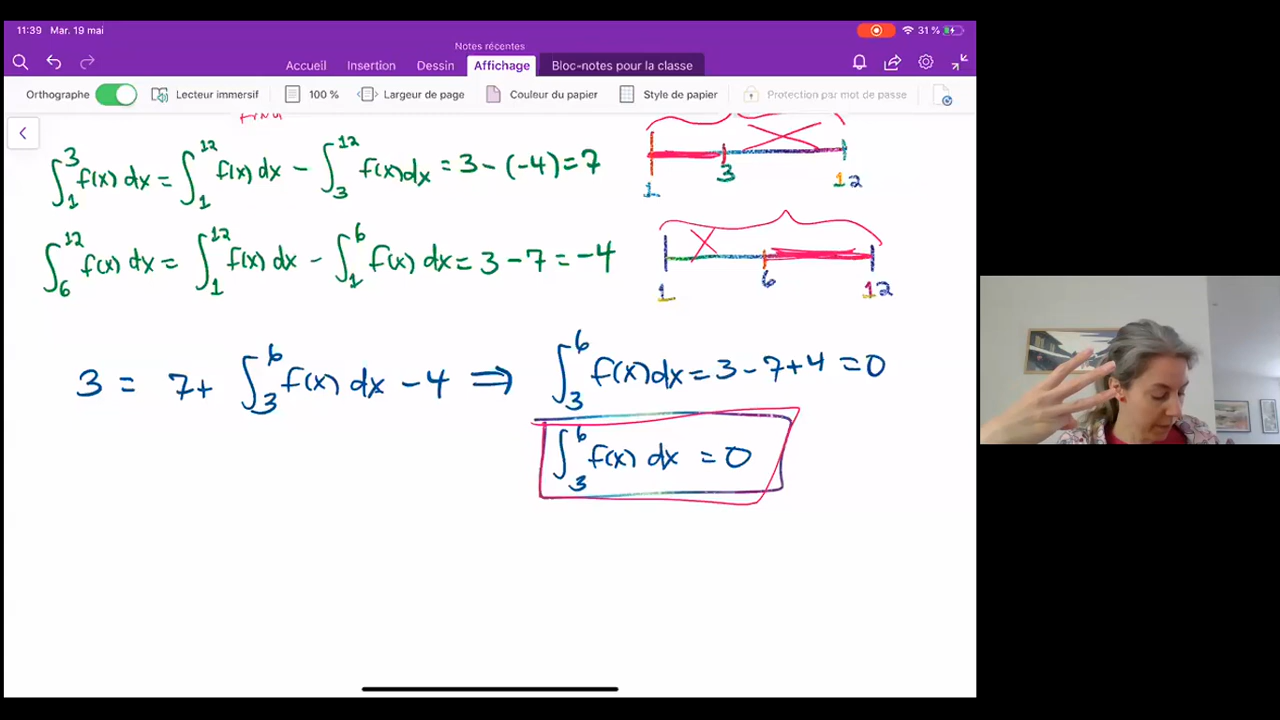 11:39 Mar. 19 mai
31 %
Notes récentes
Accueil Insertion Dessin Affichage Bloc-notes pour la classe
Orthographe Lecteur immersif 100 % Largeur de page Couleur du papier Style de papier Protection par mot de passe
∫₁³ f(x) dx = ∫₁¹² f(x) dx − ∫₃¹² f(x) dx = 3 − (−4) = 7
1 3 12
∫₆¹² f(x) dx = ∫₁¹² f(x) dx − ∫₁⁶ f(x) dx = 3 − 7 = −4
1 6 12
3 = 7 + ∫₃⁶ f(x) dx − 4 ⟹ ∫₃⁶ f(x) dx = 3 − 7 + 4 = 0
∫₃⁶ f(x) dx = 0